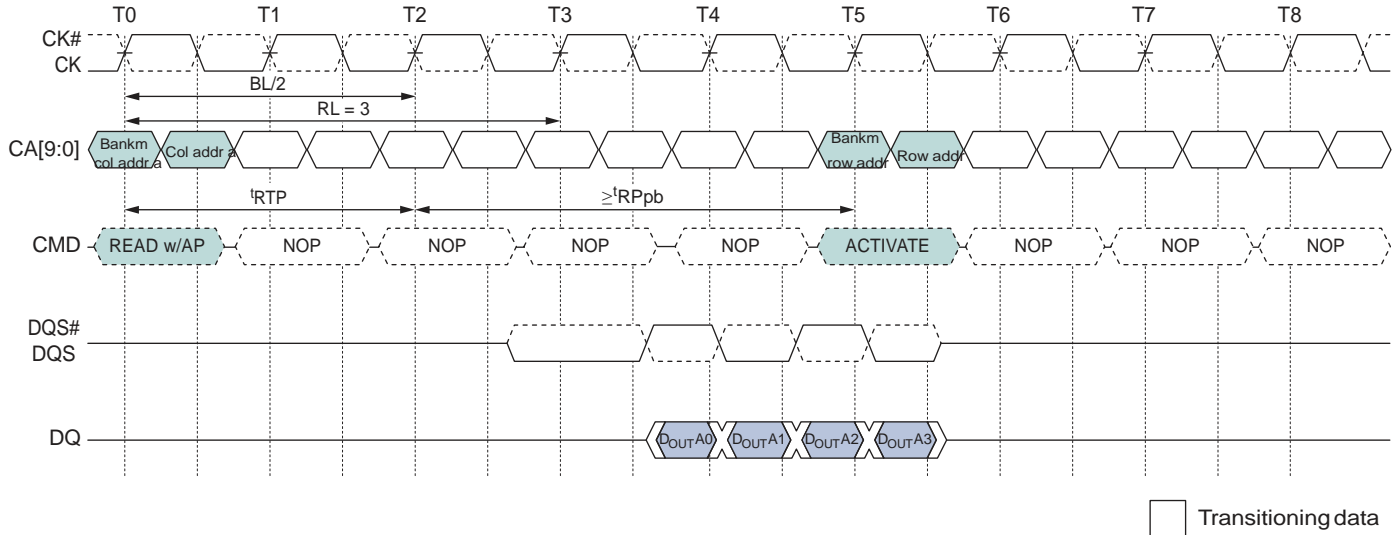 T0 T1 T2 T3 T4 T5 T6 T7 T8
CK#
CK
BL/2
RL = 3
CA[9:0]
Bankm
col addr a
Col addr a
Bankm
row addr
Row addr
tRTP
≥tRPpb
CMD
READ w/AP
NOP
NOP
NOP
NOP
ACTIVATE
NOP
NOP
NOP
DQS#
DQS
DQ
DOUTA0
DOUTA1
DOUTA2
DOUTA3
Transitioning data